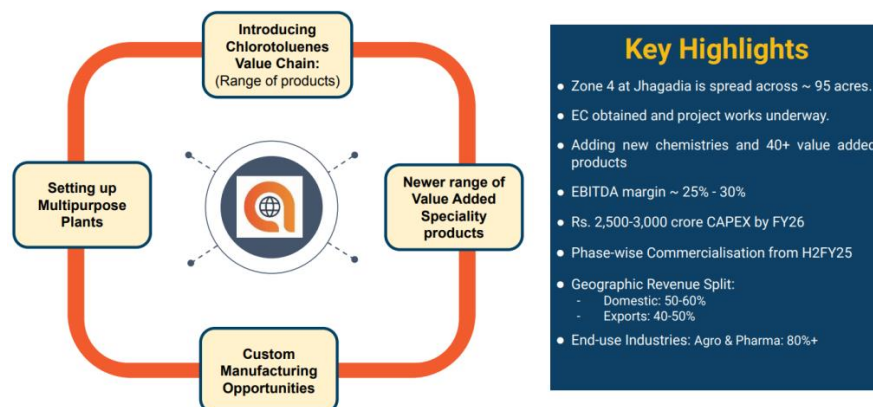 Introducing
Chlorotoluenes
Value Chain:
(Range of products)
Setting up
Multipurpose
Plants
Newer range of
Value Added
Speciality
products
Custom
Manufacturing
Opportunities
Key Highlights
● Zone 4 at Jhagadia is spread across ~ 95 acres.
● EC obtained and project works underway.
● Adding new chemistries and 40+ value added
products
● EBITDA margin ~ 25% - 30%
● Rs. 2,500-3,000 crore CAPEX by FY26
● Phase-wise Commercialisation from H2FY25
● Geographic Revenue Split:
- Domestic: 50-60%
- Exports: 40-50%
● End-use Industries: Agro & Pharma: 80%+